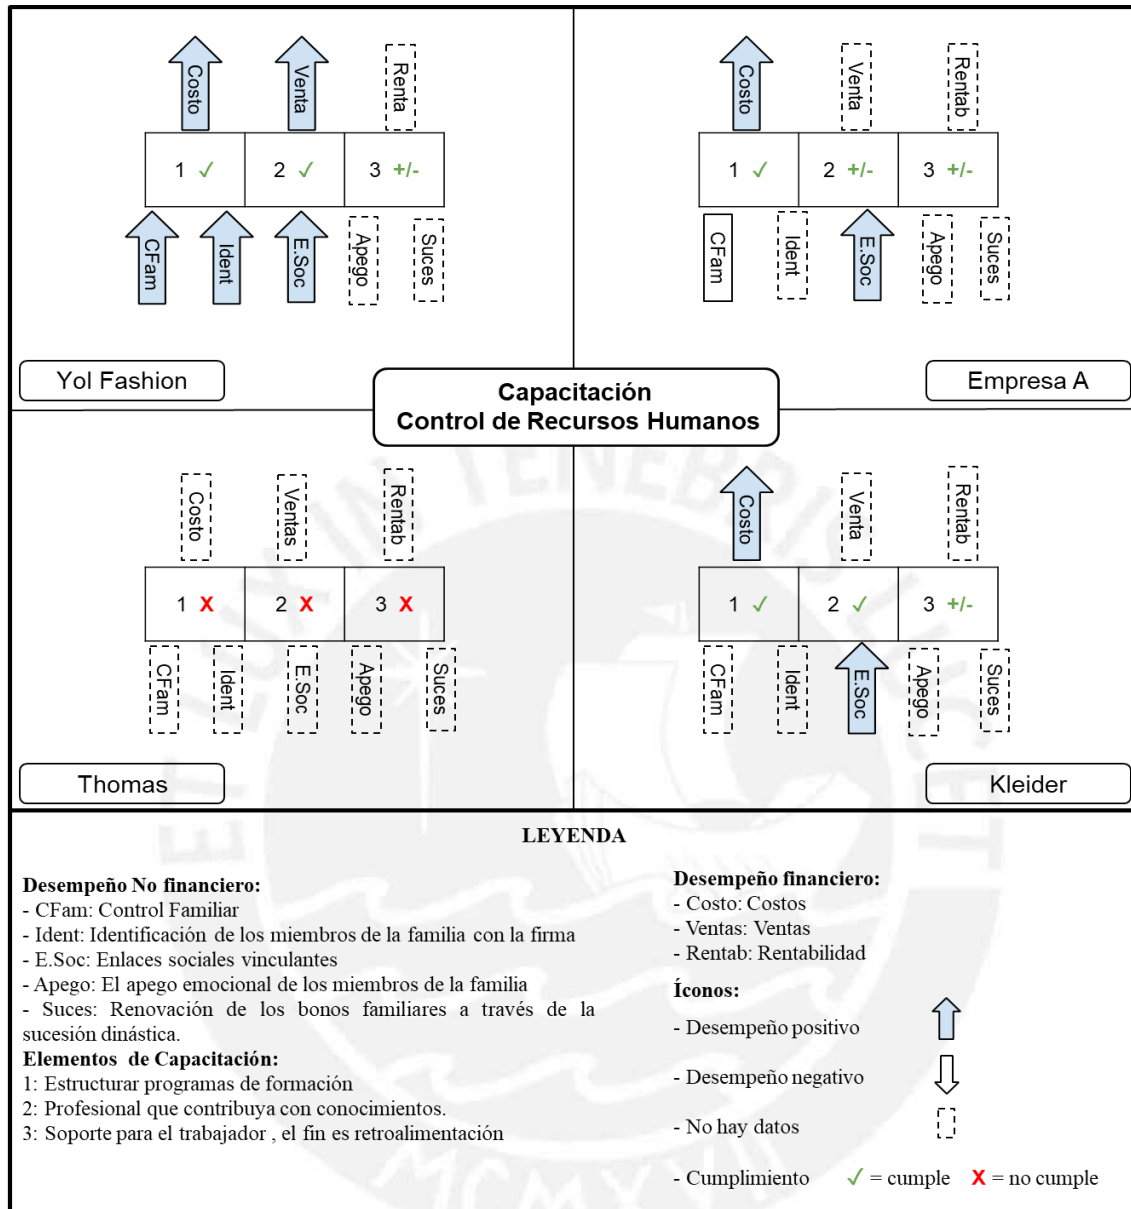 Costo
Venta
Renta
1 ✓
2 ✓
3 +/-
CFam
Ident
E.Soc
Apego
Suces
Yol Fashion
Costo
Venta
Rentab
1 ✓
2 +/-
3 +/-
CFam
Ident
E.Soc
Apego
Suces
Empresa A
Capacitación
Control de Recursos Humanos
Costo
Ventas
Rentab
1 X
2 X
3 X
CFam
Ident
E.Soc
Apego
Suces
Thomas
Costo
Venta
Rentab
1 ✓
2 ✓
3 +/-
CFam
Ident
E.Soc
Apego
Suces
Kleider
LEYENDA
Desempeño No financiero:
- CFam: Control Familiar
- Ident: Identificación de los miembros de la familia con la firma
- E.Soc: Enlaces sociales vinculantes
- Apego: El apego emocional de los miembros de la familia
- Suces: Renovación de los bonos familiares a través de la
sucesión dinástica.
Elementos de Capacitación:
1: Estructurar programas de formación
2: Profesional que contribuya con conocimientos.
3: Soporte para el trabajador , el fin es retroalimentación
Desempeño financiero:
- Costo: Costos
- Ventas: Ventas
- Rentab: Rentabilidad
Íconos:
- Desempeño positivo
- Desempeño negativo
- No hay datos
- Cumplimiento ✓ = cumple X = no cumple
ET LUX IN TENEBRIS LVCET
MCMXVII